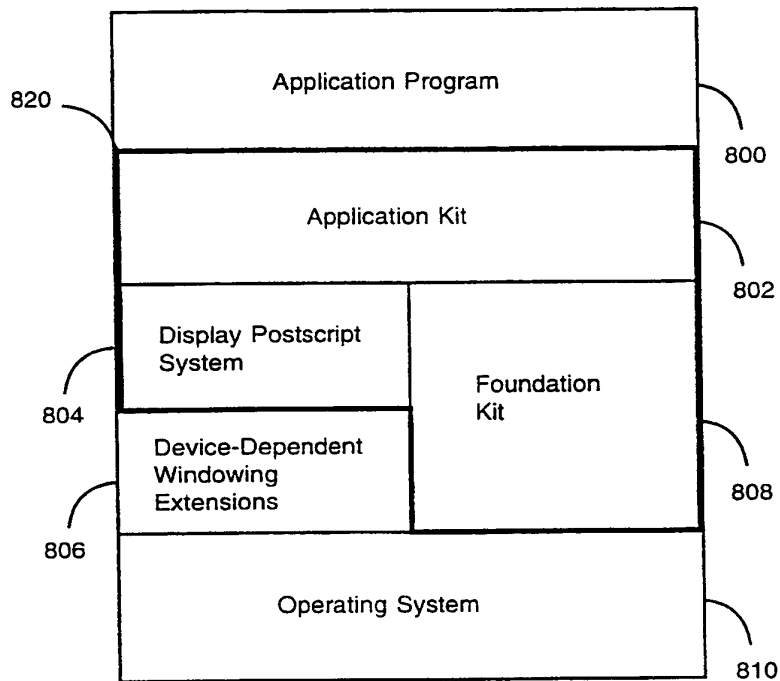 Application Program
820
800
Application Kit
802
Display Postscript
System
804
Foundation
Kit
Device-Dependent
Windowing
Extensions
808
806
Operating System
810